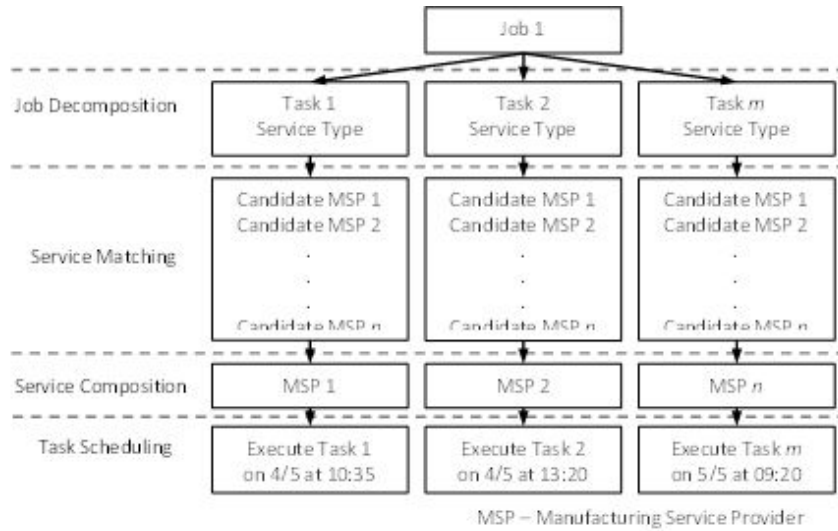 Job 1
Job Decomposition
Task 1
Service Type
Task 2
Service Type
Task m
Service Type
Service Matching
Candidate MSP 1
Candidate MSP 2
.
.
.
Candidate MSP n
Candidate MSP 1
Candidate MSP 2
.
.
.
Candidate MSP n
Candidate MSP 1
Candidate MSP 2
.
.
.
Candidate MSP n
Service Composition
MSP 1
MSP 2
MSP n
Task Scheduling
Execute Task 1
on 4/5 at 10:35
Execute Task 2
on 4/5 at 13:20
Execute Task m
on 5/5 at 09:20
MSP – Manufacturing Service Provider